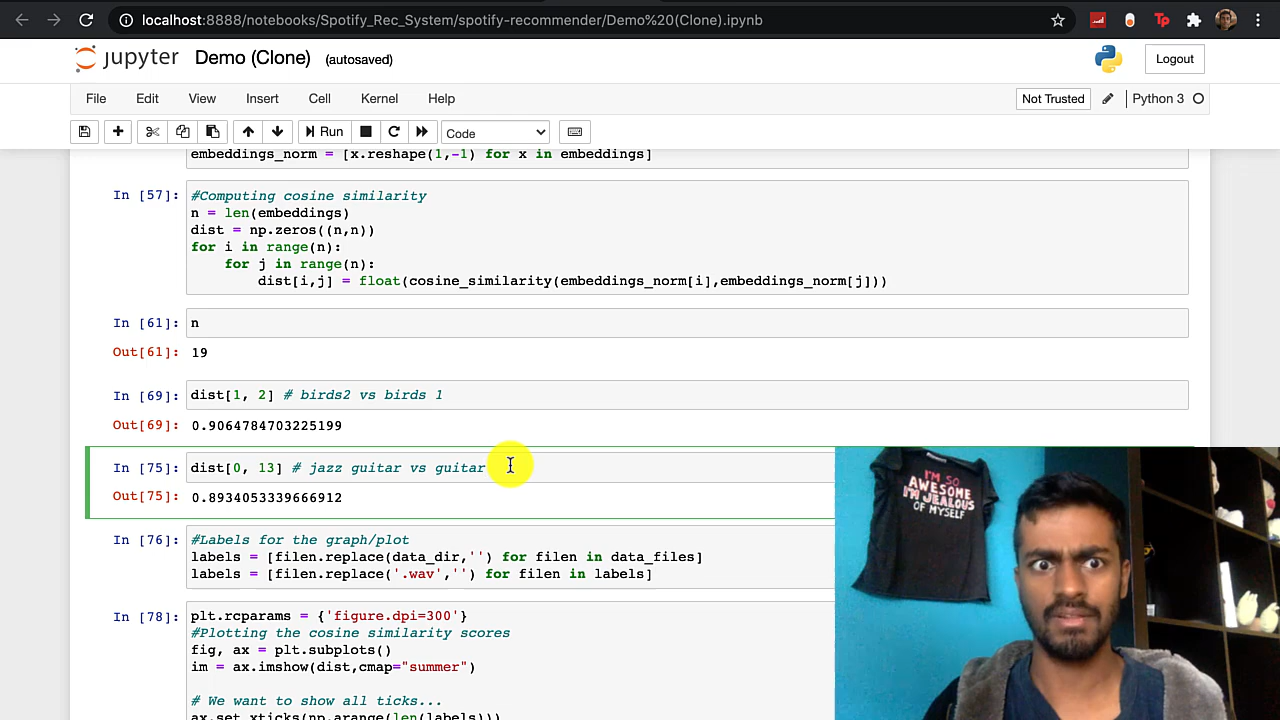 localhost:8888/notebooks/Spotify_Rec_System/spotify-recommender/Demo%20(Clone).ipynb
Tp
jupyter Demo (Clone) (autosaved)
Logout
File Edit View Insert Cell Kernel Help
Not Trusted
Python 3
Run
Code
embeddings_norm = [x.reshape(1,-1) for x in embeddings]
In [57]: #Computing cosine similarity
n = len(embeddings)
dist = np.zeros((n,n))
for i in range(n):
for j in range(n):
dist[i,j] = float(cosine_similarity(embeddings_norm[i],embeddings_norm[j]))
In [61]: n
Out[61]: 19
In [69]: dist[1, 2] # birds2 vs birds 1
Out[69]: 0.9064784703225199
In [75]: dist[0, 13] # jazz guitar vs guitar
Out[75]: 0.8934053339666912
In [76]: #Labels for the graph/plot
labels = [filen.replace(data_dir,'') for filen in data_files]
labels = [filen.replace('.wav','') for filen in labels]
In [78]: plt.rcparams = {'figure.dpi=300'}
#Plotting the cosine similarity scores
fig, ax = plt.subplots()
im = ax.imshow(dist,cmap="summer")
# We want to show all ticks...
ax.set_xticks(np.arange(len(labels)))
I'M SO
AWESOME
I'M JEALOUS
OF MYSELF